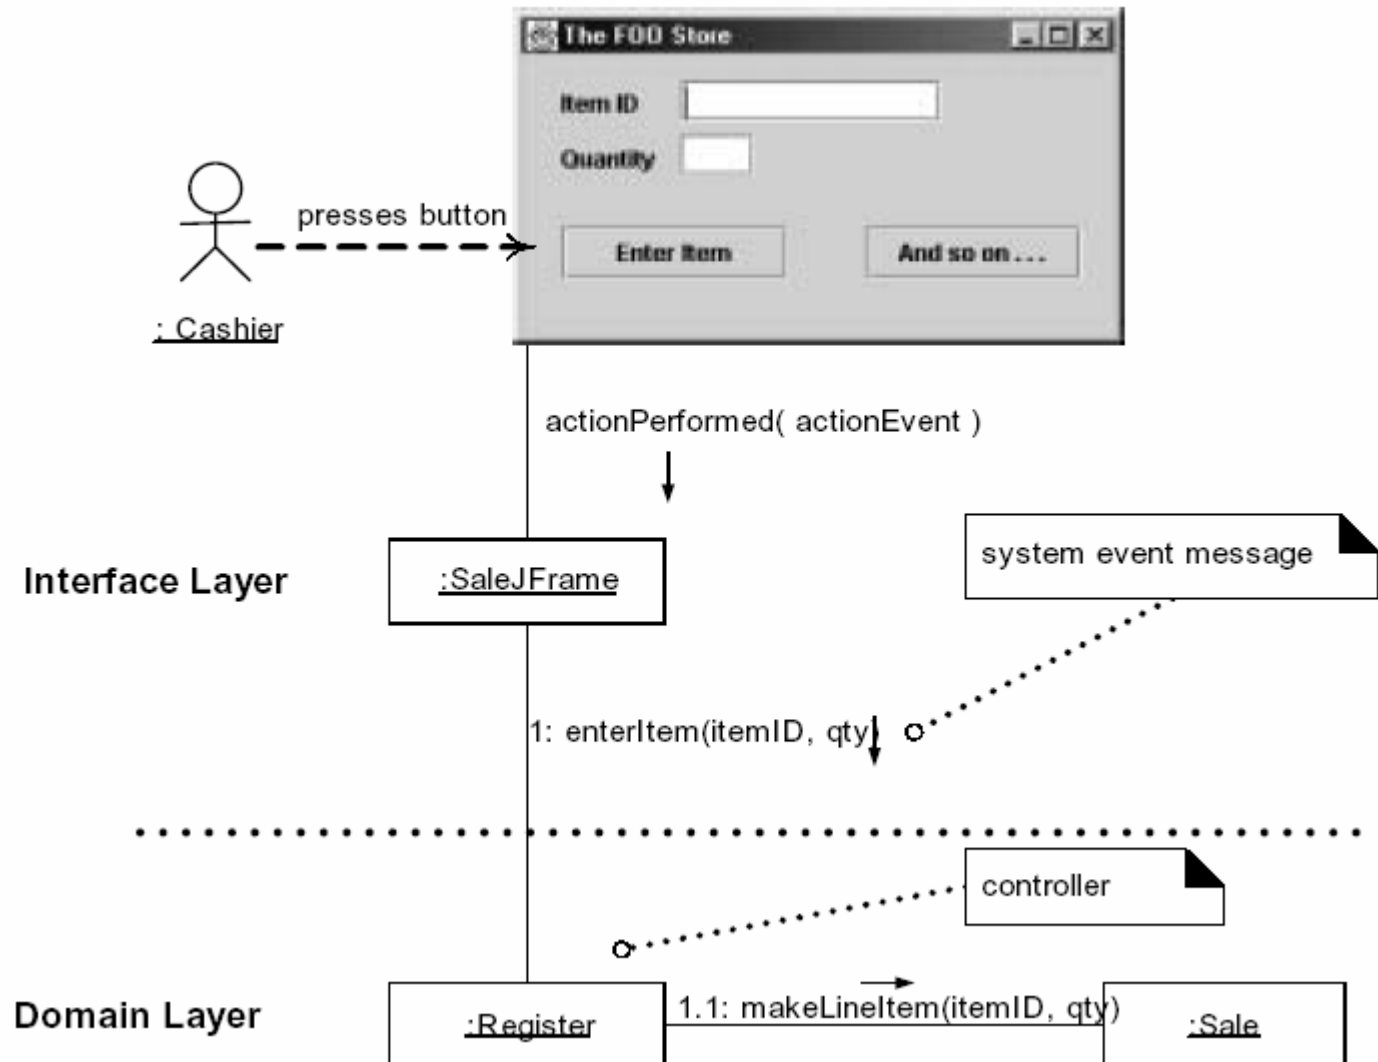 The FOO Store
Item ID
Quantity
presses button
Enter Item
And so on . . .
: Cashier
actionPerformed( actionEvent )
system event message
Interface Layer
:SaleJFrame
1: enterItem(itemID, qty)
controller
Domain Layer
:Register
1.1: makeLineItem(itemID, qty)
:Sale